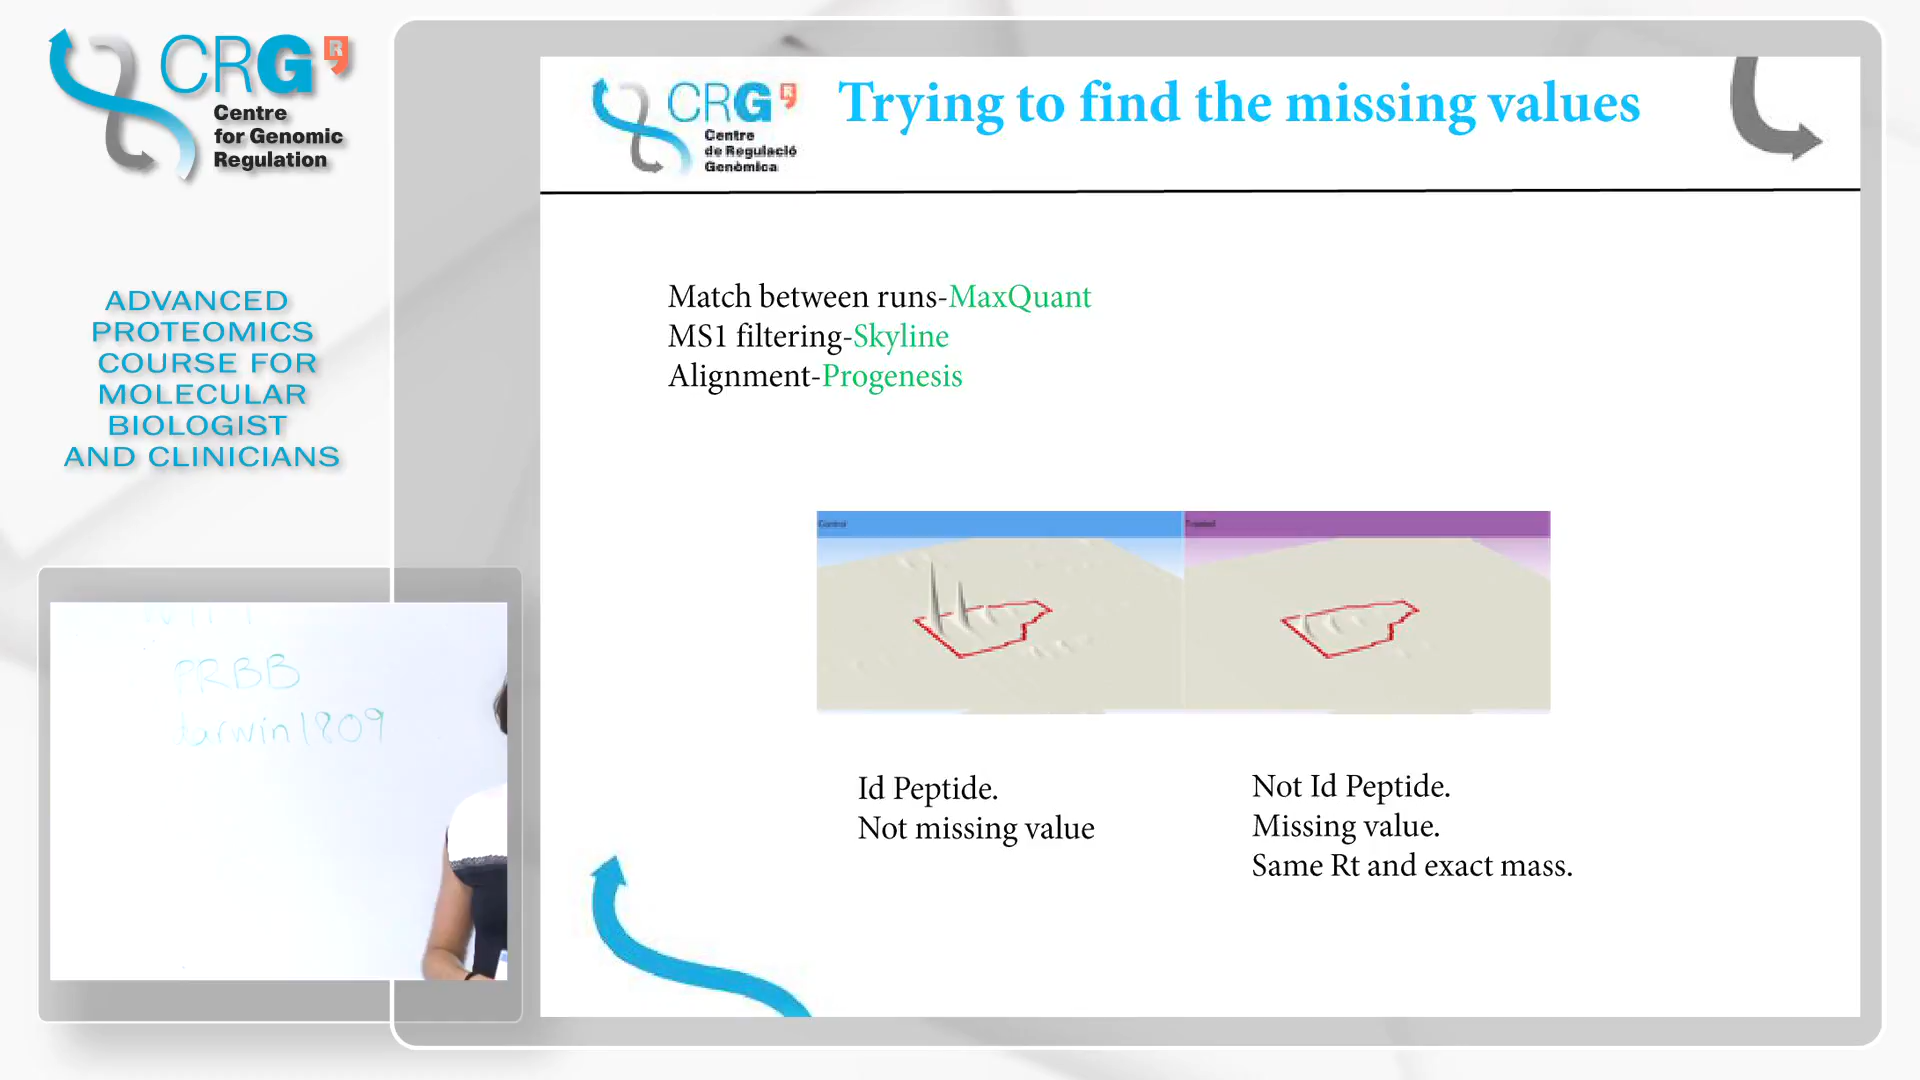 CRG R
Centre
for Genomic
Regulation
ADVANCED
PROTEOMICS
COURSE FOR
MOLECULAR
BIOLOGIST
AND CLINICIANS
PRBB
darwin1809
CRG R
Centre
de Regulació
Genòmica
Trying to find the missing values
Match between runs-MaxQuant
MS1 filtering-Skyline
Alignment-Progenesis
Control
Treated
Id Peptide.
Not missing value
Not Id Peptide.
Missing value.
Same Rt and exact mass.